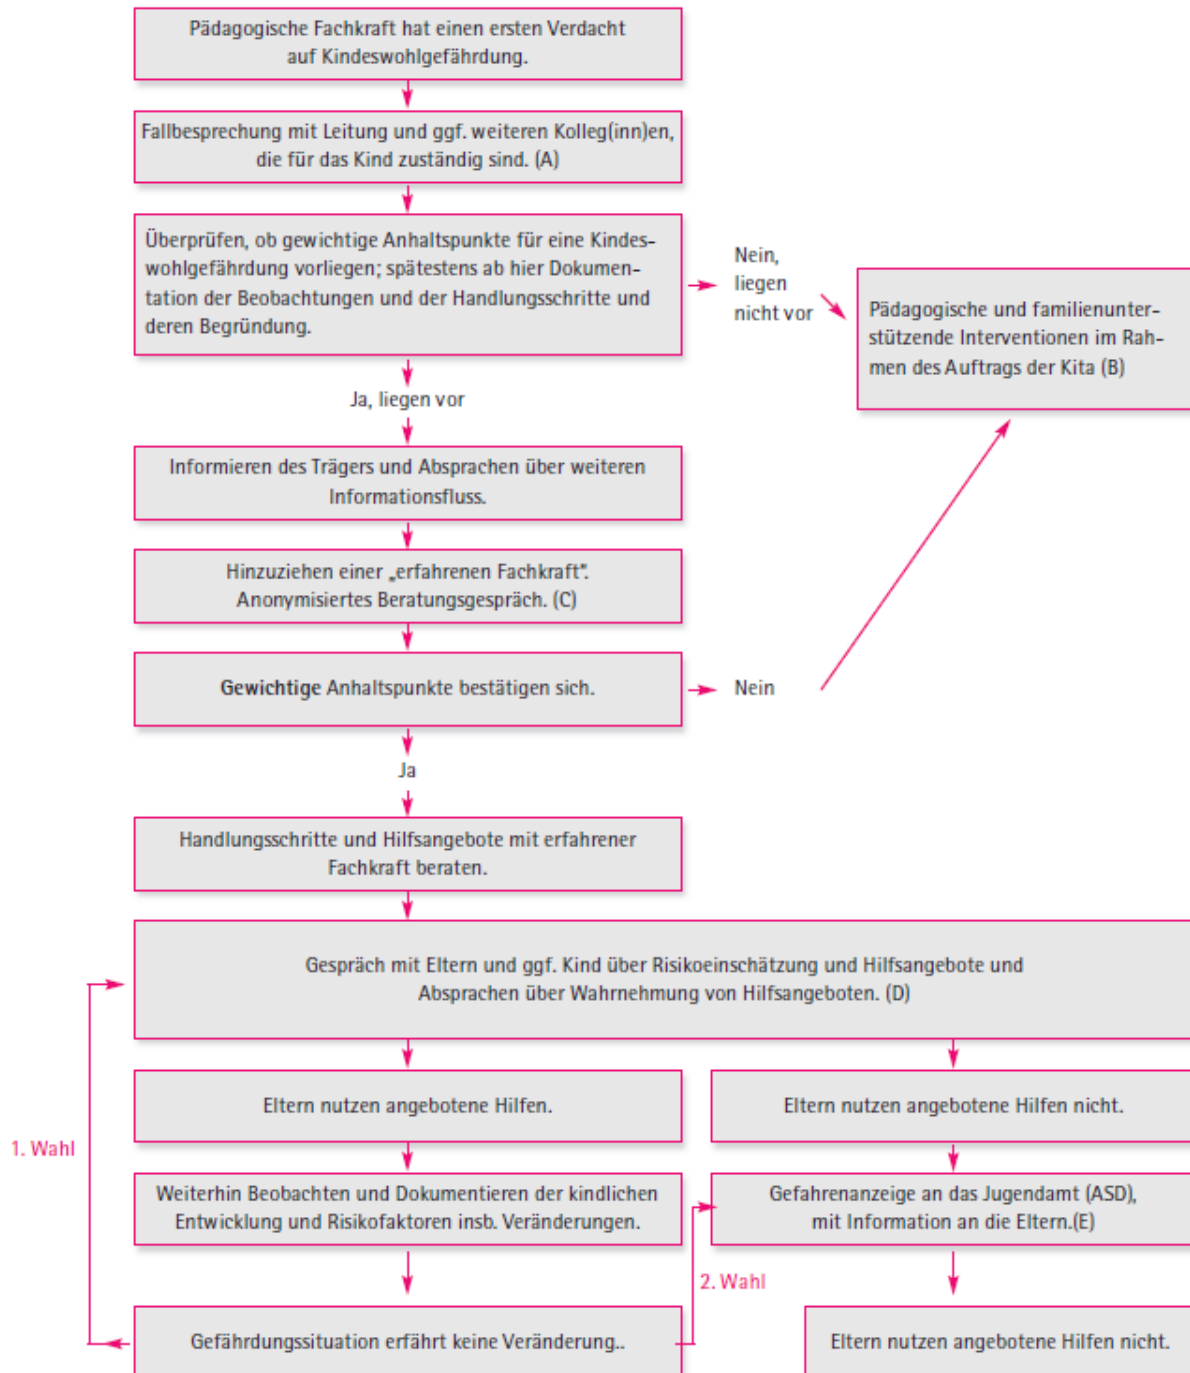 Pädagogische Fachkraft hat einen ersten Verdacht
auf Kindeswohlgefährdung.
Fallbesprechung mit Leitung und ggf. weiteren Kolleg(inn)en,
die für das Kind zuständig sind. (A)
Überprüfen, ob gewichtige Anhaltspunkte für eine Kindes-
wohlgefährdung vorliegen; spätestens ab hier Dokumen-
tation der Beobachtungen und der Handlungsschritte und
deren Begründung.
Nein,
liegen
nicht vor
Pädagogische und familienunter-
stützende Interventionen im Rah-
men des Auftrags der Kita (B)
Ja, liegen vor
Informieren des Trägers und Absprachen über weiteren
Informationsfluss.
Hinzuziehen einer „erfahrenen Fachkraft“.
Anonymisiertes Beratungsgespräch. (C)
Gewichtige Anhaltspunkte bestätigen sich.
Nein
Ja
Handlungsschritte und Hilfsangebote mit erfahrener
Fachkraft beraten.
Gespräch mit Eltern und ggf. Kind über Risikoeinschätzung und Hilfsangebote und
Absprachen über Wahrnehmung von Hilfsangeboten. (D)
Eltern nutzen angebotene Hilfen.
Eltern nutzen angebotene Hilfen nicht.
1. Wahl
Weiterhin Beobachten und Dokumentieren der kindlichen
Entwicklung und Risikofaktoren insb. Veränderungen.
Gefahrenanzeige an das Jugendamt (ASD),
mit Information an die Eltern.(E)
2. Wahl
Gefährdungssituation erfährt keine Veränderung..
Eltern nutzen angebotene Hilfen nicht.